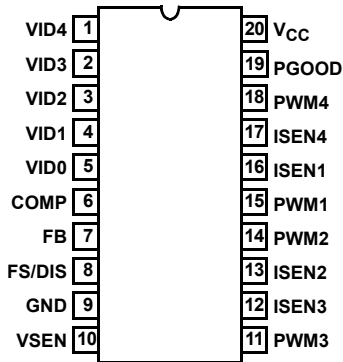 VID4 1 20 VCC
VID3 2 19 PGOOD
VID2 3 18 PWM4
VID1 4 17 ISEN4
VID0 5 16 ISEN1
COMP 6 15 PWM1
FB 7 14 PWM2
FS/DIS 8 13 ISEN2
GND 9 12 ISEN3
VSEN 10 11 PWM3